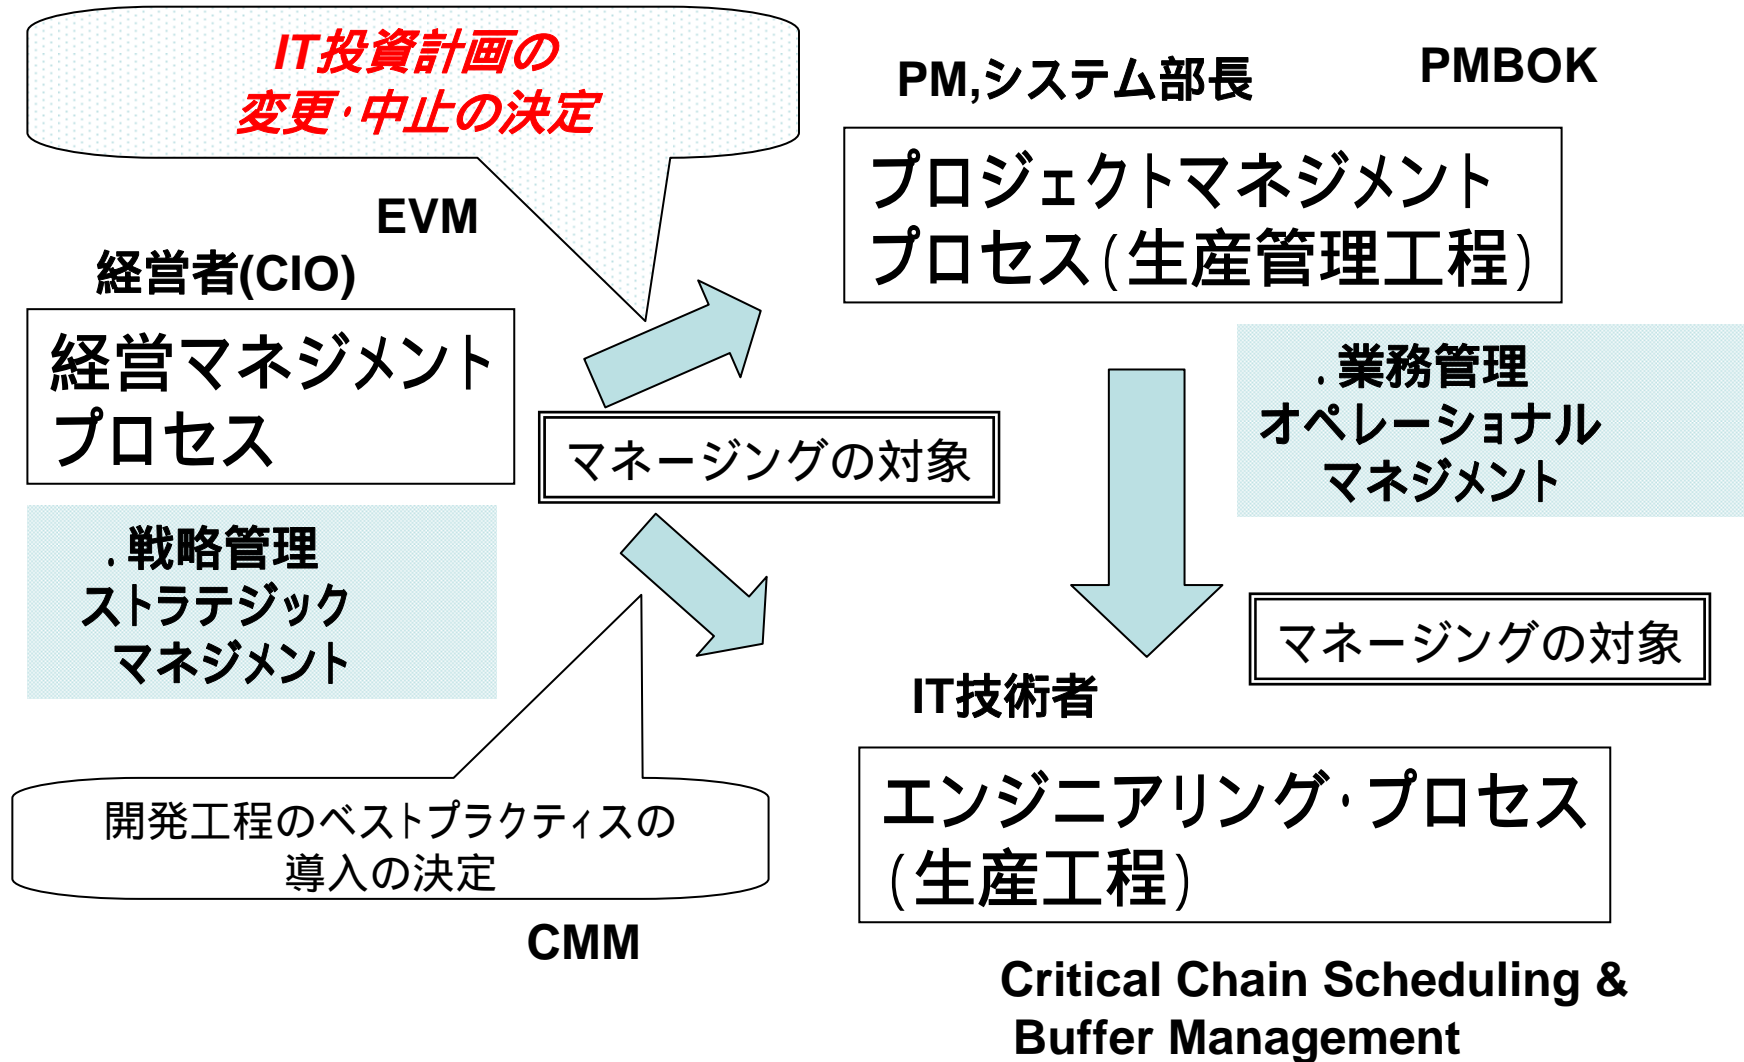 IT投資計画の
変更・中止の決定
EVM
経営者(CIO)
経営マネジメント
プロセス
.戦略管理
ストラテジック
マネジメント
マネージングの対象
開発工程のベストプラクティスの
導入の決定
CMM
PM,システム部長
PMBOK
プロジェクトマネジメント
プロセス(生産管理工程)
.業務管理
オペレーショナル
マネジメント
マネージングの対象
IT技術者
エンジニアリング・プロセス
(生産工程)
Critical Chain Scheduling &
Buffer Management